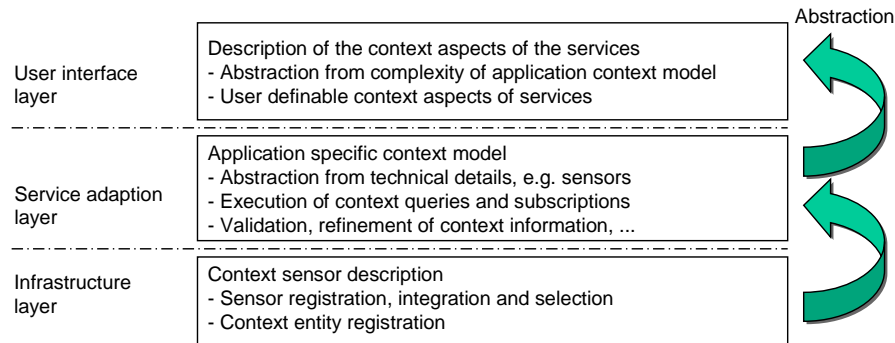 Abstraction
User interface
layer
Description of the context aspects of the services
- Abstraction from complexity of application context model
- User definable context aspects of services
Service adaption
layer
Application specific context model
- Abstraction from technical details, e.g. sensors
- Execution of context queries and subscriptions
- Validation, refinement of context information, ...
Infrastructure
layer
Context sensor description
- Sensor registration, integration and selection
- Context entity registration